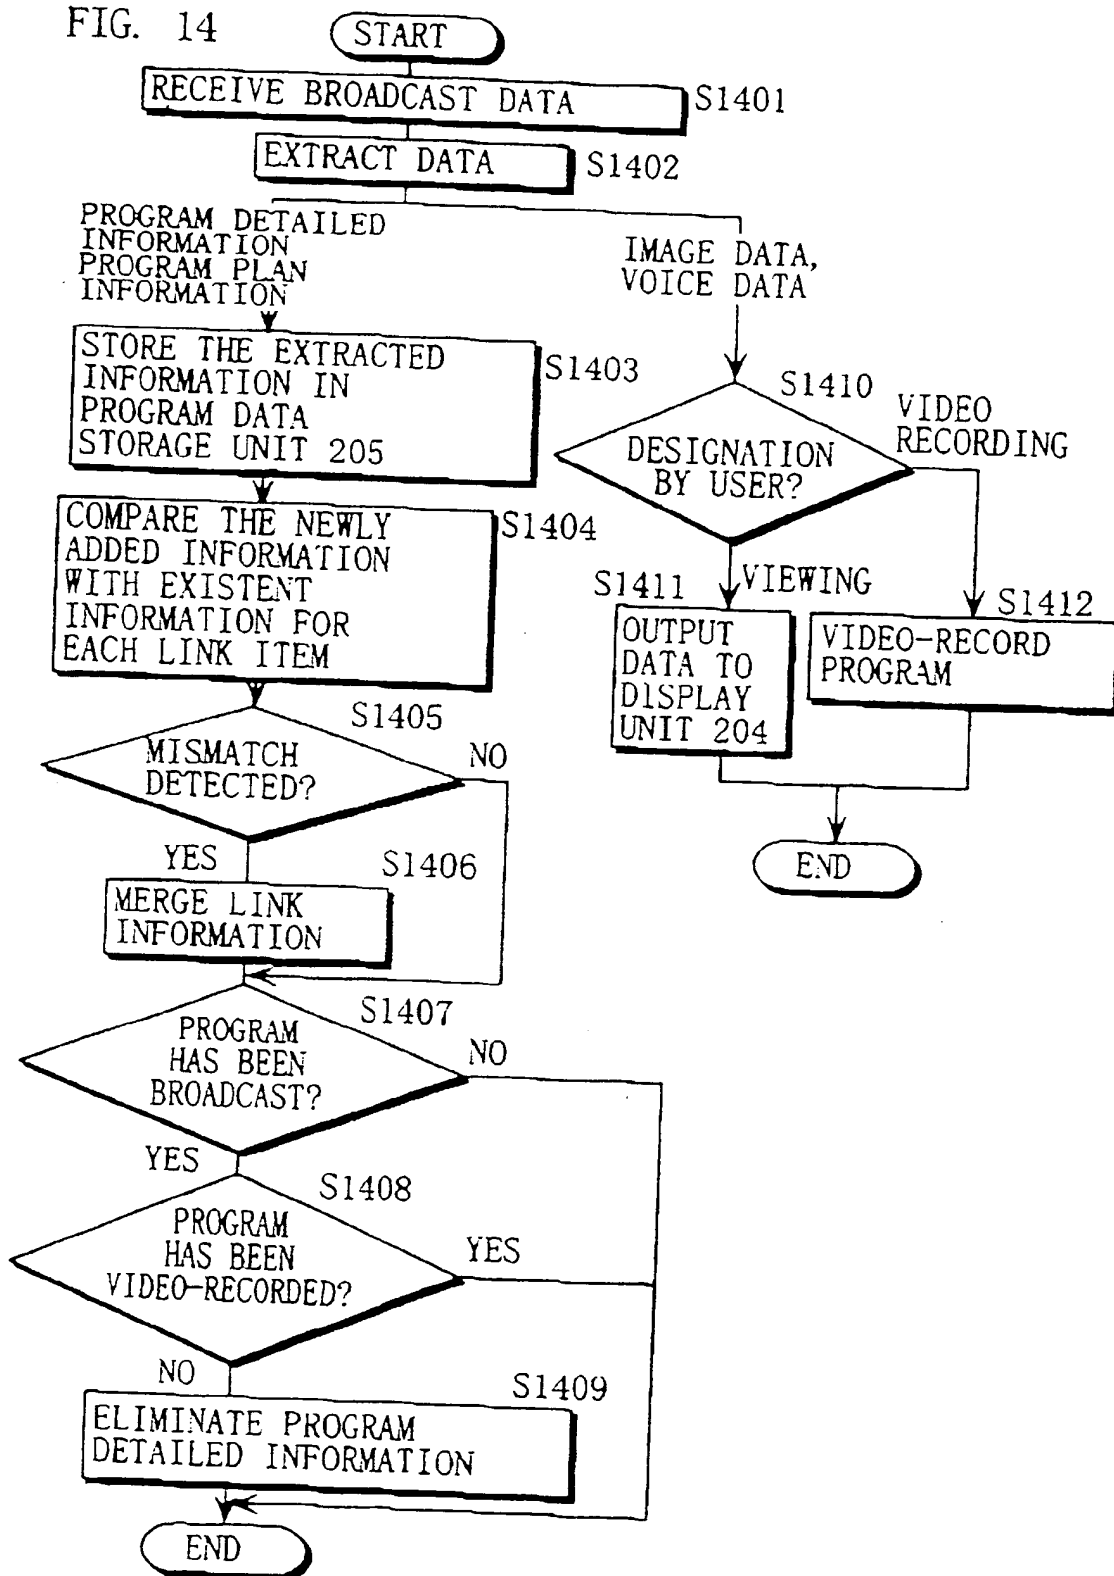 FIG. 14
START
RECEIVE BROADCAST DATA
S1401
EXTRACT DATA
S1402
PROGRAM DETAILED
INFORMATION
PROGRAM PLAN
INFORMATION
IMAGE DATA,
VOICE DATA
STORE THE EXTRACTED
INFORMATION IN
PROGRAM DATA
STORAGE UNIT 205
S1403
COMPARE THE NEWLY
ADDED INFORMATION
WITH EXISTENT
INFORMATION FOR
EACH LINK ITEM
S1404
S1405
MISMATCH
DETECTED?
NO
YES
S1406
MERGE LINK
INFORMATION
S1407
PROGRAM
HAS BEEN
BROADCAST?
NO
YES
S1408
PROGRAM
HAS BEEN
VIDEO-RECORDED?
YES
NO
S1409
ELIMINATE PROGRAM
DETAILED INFORMATION
END
S1410
DESIGNATION
BY USER?
VIDEO
RECORDING
VIEWING
S1411
OUTPUT
DATA TO
DISPLAY
UNIT 204
S1412
VIDEO-RECORD
PROGRAM
END